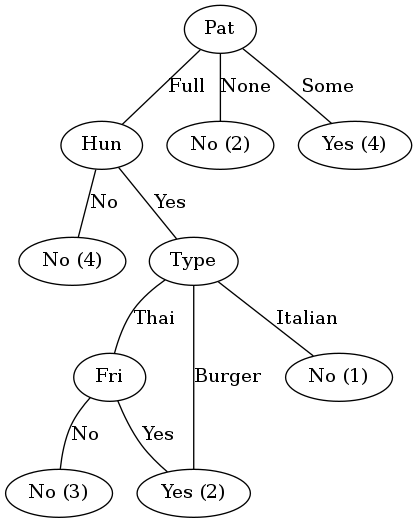 Pat
Full
None
Some
Hun
No (2)
Yes (4)
No
Yes
No (4)
Type
Thai
Burger
Italian
Fri
No (1)
No
Yes
No (3)
Yes (2)